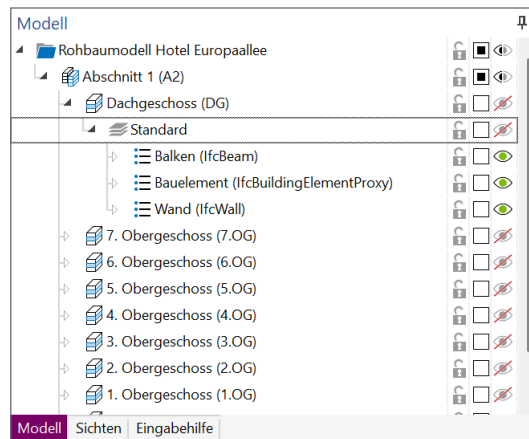 Modell
Rohbaumodell Hotel Europaallee
Abschnitt 1 (A2)
Dachgeschoss (DG)
Standard
Balken (IfcBeam)
Bauelement (IfcBuildingElementProxy)
Wand (IfcWall)
7. Obergeschoss (7.OG)
6. Obergeschoss (6.OG)
5. Obergeschoss (5.OG)
4. Obergeschoss (4.OG)
3. Obergeschoss (3.OG)
2. Obergeschoss (2.OG)
1. Obergeschoss (1.OG)
Modell Sichten Eingabehilfe